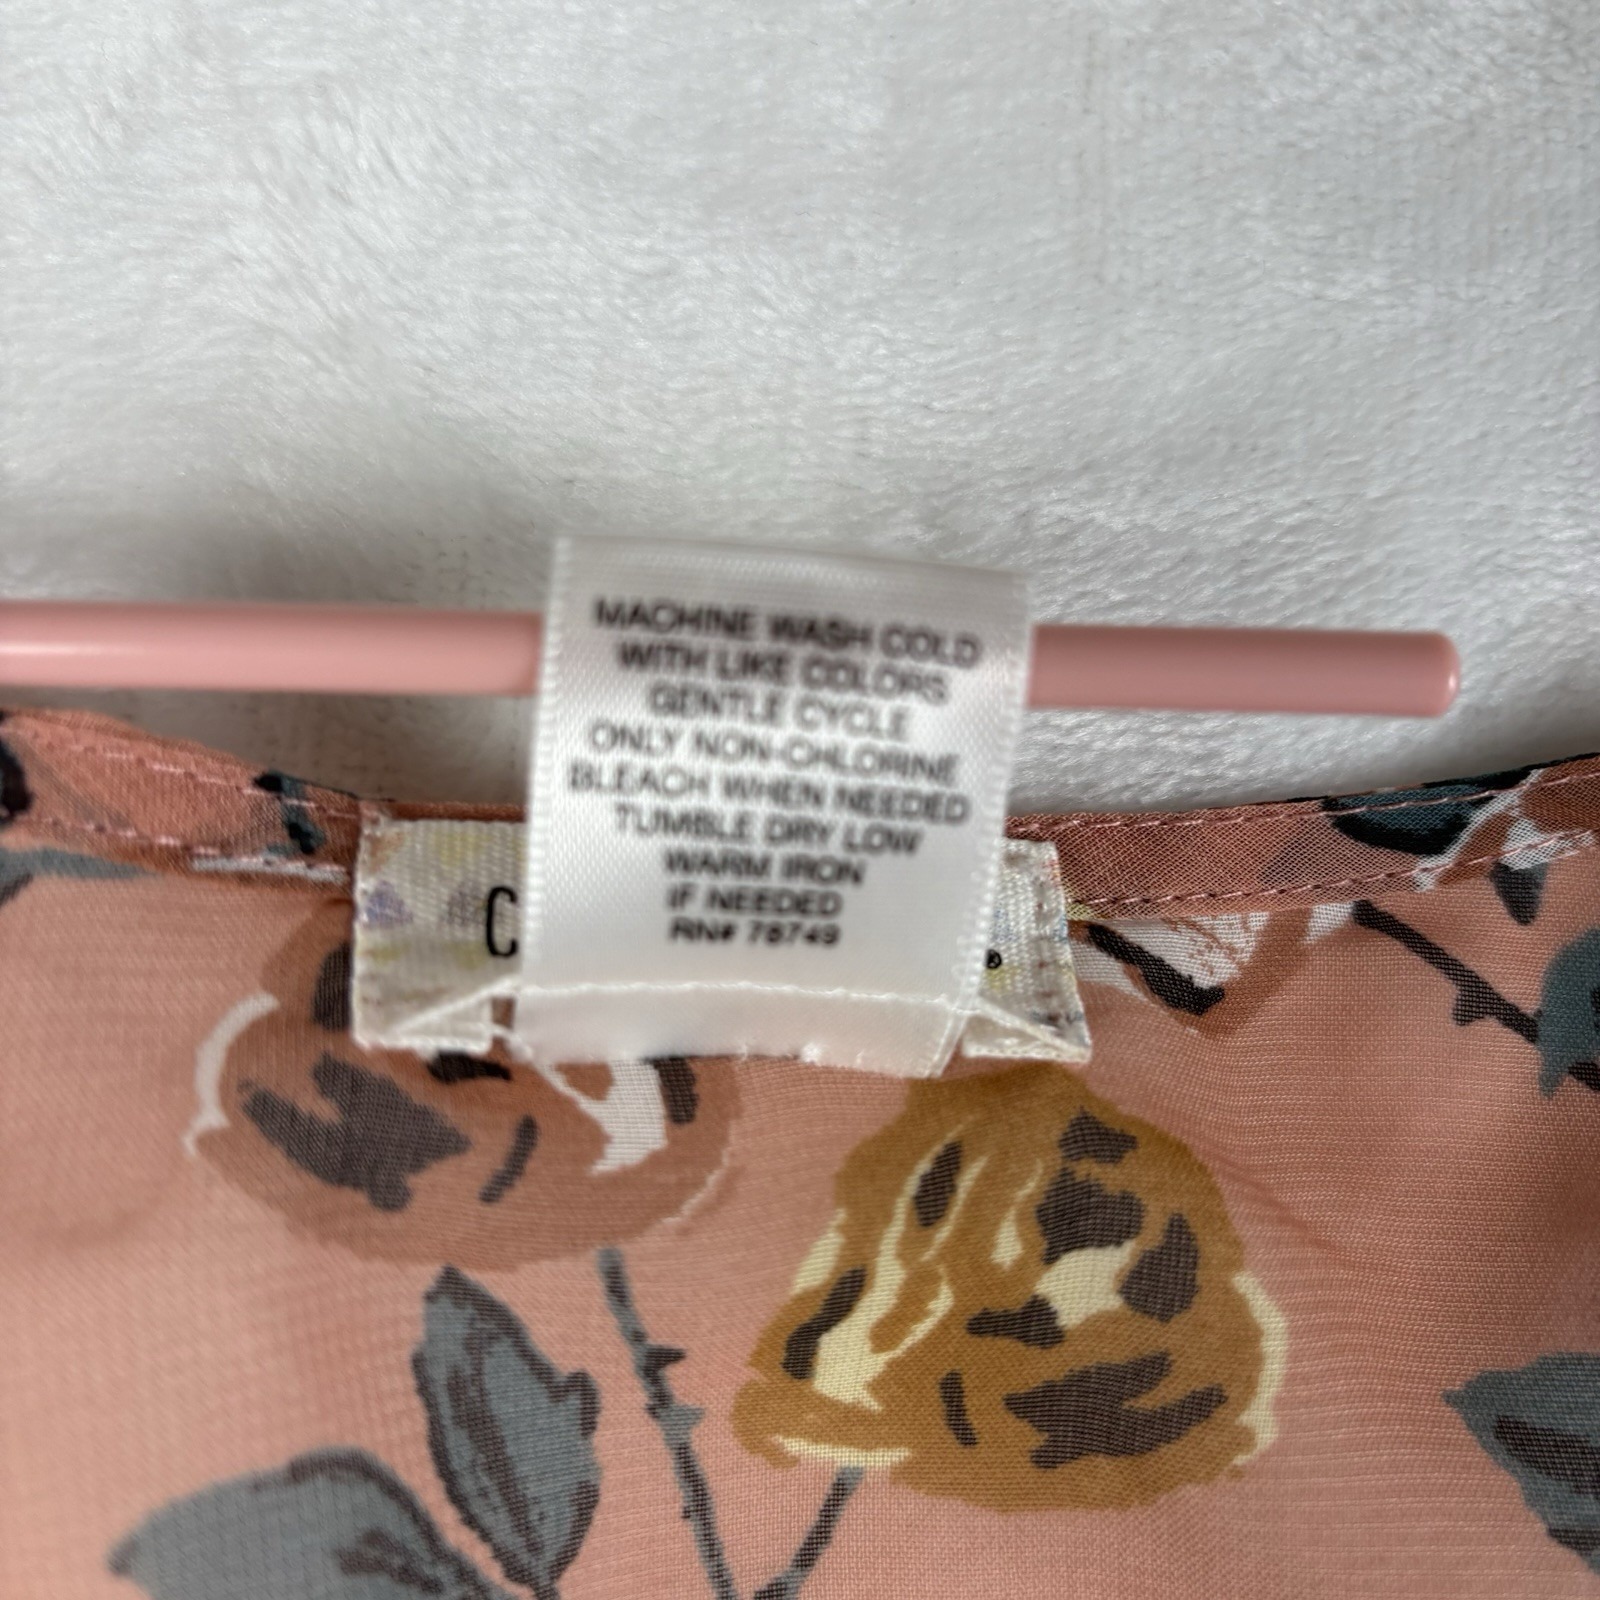 MACHINE WASH COLD
WITH LIKE COLORS
GENTLE CYCLE
ONLY NON-CHLORINE
BLEACH WHEN NEEDED
TUMBLE DRY LOW
WARM IRON
IF NEEDED
RN# 78749
C
®